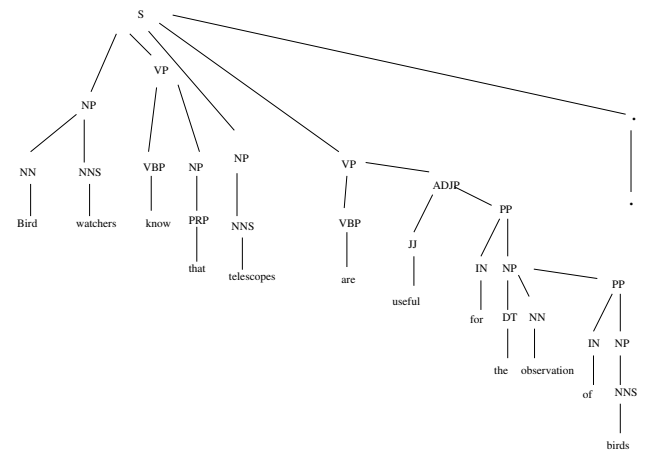 S
VP
NP
NP
VP
.
NN NNS VBP NP
ADJP
PP
Bird watchers know PRP
NNS
VBP
JJ
that
telescopes
are
useful
IN NP
PP
for
DT NN
the observation
IN NP
of
NNS
birds
.